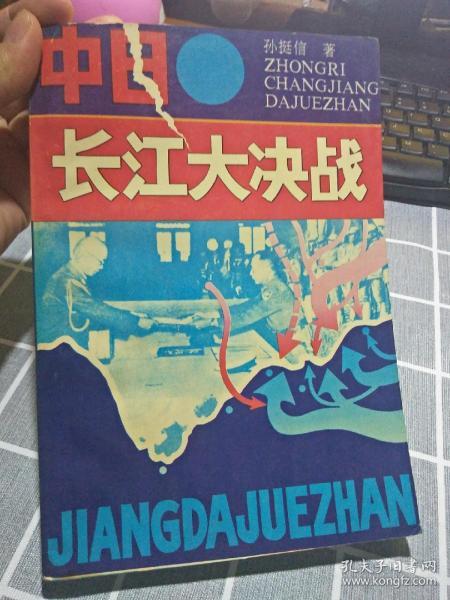 中日
孙挺信 著
ZHONGRI
CHANGJIANG
DAJUEZHAN
长江大决战
JIANGDAJUEZHAN
孔夫子旧书网
www.kongfz.com